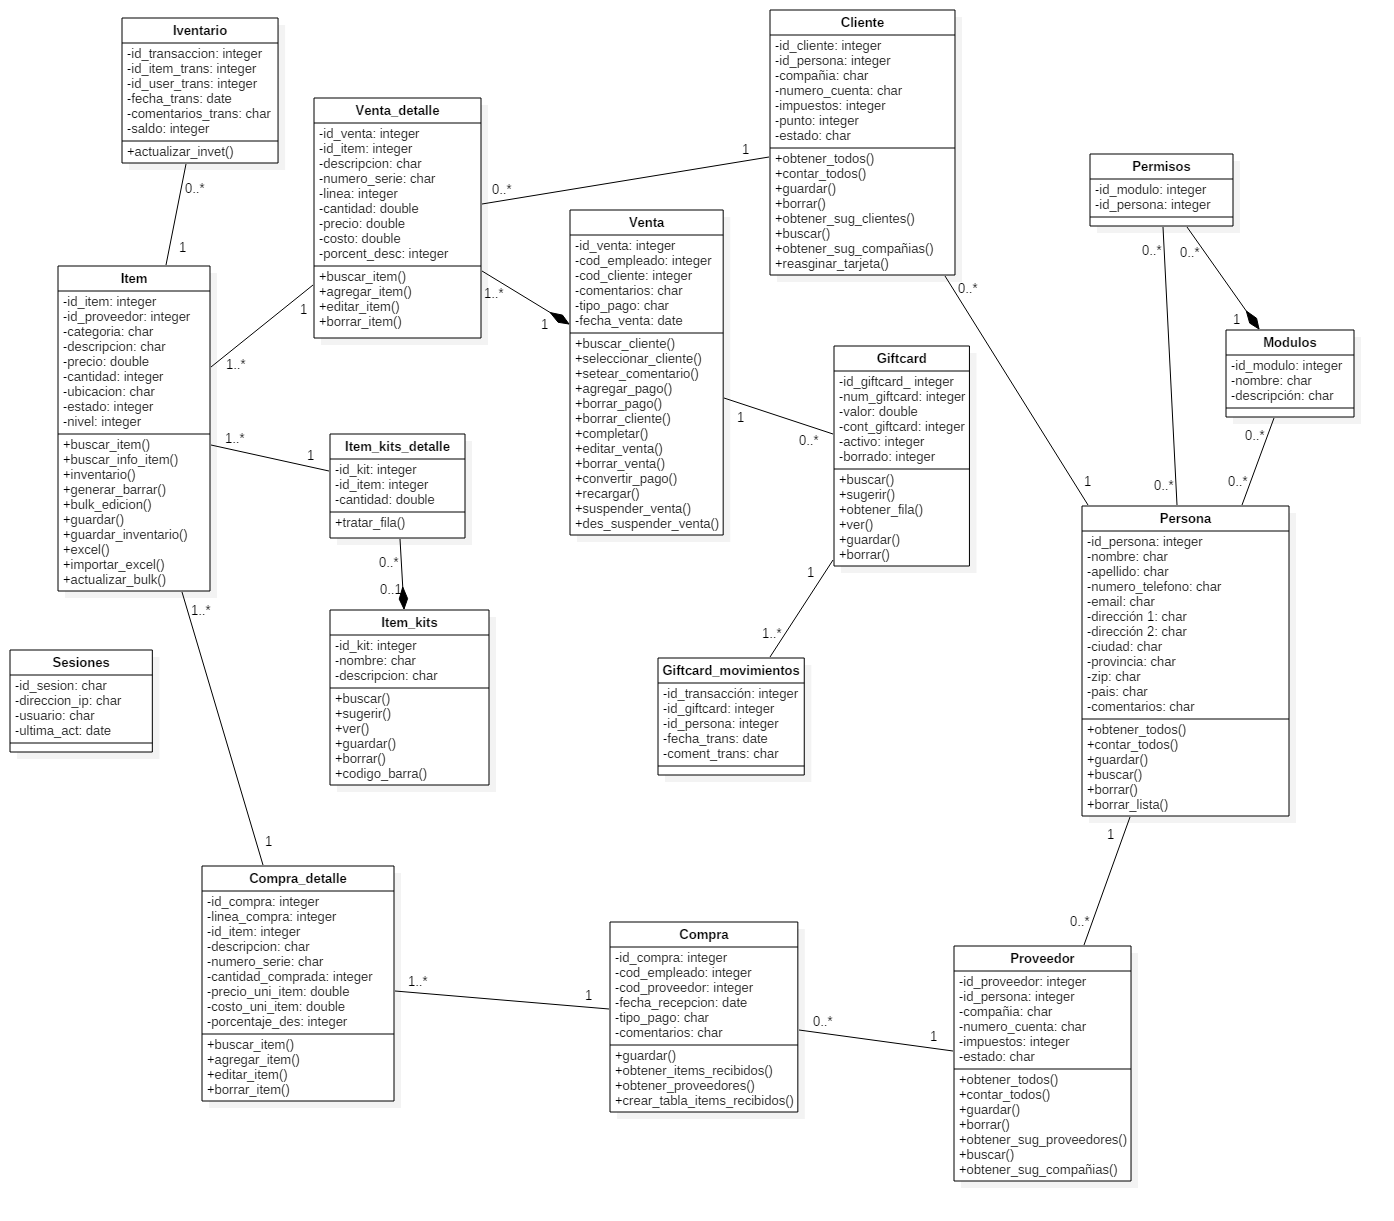 Iventario
-id_transaccion: integer
-id_item_trans: integer
-id_user_trans: integer
-fecha_trans: date
-comentarios_trans: char
-saldo: integer
+actualizar_invet()
0..*
1
Venta_detalle
-id_venta: integer
-id_item: integer
-descripcion: char
-numero_serie: char
-linea: integer
-cantidad: double
-precio: double
-costo: double
-porcent_desc: integer
+buscar_item()
+agregar_item()
+editar_item()
+borrar_item()
0..*
1
1..*
1
1
1..*
Cliente
-id_cliente: integer
-id_persona: integer
-compañia: char
-numero_cuenta: char
-impuestos: integer
-punto: integer
-estado: char
+obtener_todos()
+contar_todos()
+guardar()
+borrar()
+obtener_sug_clientes()
+buscar()
+obtener_sug_compañias()
+reasginar_tarjeta()
0..*
1
Permisos
-id_modulo: integer
-id_persona: integer
0..*
0..*
0..*
1
Modulos
-id_modulo: integer
-nombre: char
-descripción: char
0..*
0..*
Item
-id_item: integer
-id_proveedor: integer
-categoria: char
-descripcion: char
-precio: double
-cantidad: integer
-ubicacion: char
-estado: integer
-nivel: integer
+buscar_item()
+buscar_info_item()
+inventario()
+generar_barrar()
+bulk_edicion()
+guardar()
+guardar_inventario()
+excel()
+importar_excel()
+actualizar_bulk()
1..*
1
1..*
1
Venta
-id_venta: integer
-cod_empleado: integer
-cod_cliente: integer
-comentarios: char
-tipo_pago: char
-fecha_venta: date
+buscar_cliente()
+seleccionar_cliente()
+setear_comentario()
+agregar_pago()
+borrar_pago()
+borrar_cliente()
+completar()
+editar_venta()
+borrar_venta()
+convertir_pago()
+recargar()
+suspender_venta()
+des_suspender_venta()
1
0..*
Giftcard
-id_giftcard_ integer
-num_giftcard: integer
-valor: double
-cont_giftcard: integer
-activo: integer
-borrado: integer
+buscar()
+sugerir()
+obtener_fila()
+ver()
+guardar()
+borrar()
1
1..*
Item_kits_detalle
-id_kit: integer
-id_item: integer
-cantidad: double
+tratar_fila()
0..*
0..1
Item_kits
-id_kit: integer
-nombre: char
-descripcion: char
+buscar()
+sugerir()
+ver()
+guardar()
+borrar()
+codigo_barra()
Persona
-id_persona: integer
-nombre: char
-apellido: char
-numero_telefono: char
-email: char
-dirección 1: char
-dirección 2: char
-ciudad: char
-provincia: char
-zip: char
-pais: char
-comentarios: char
+obtener_todos()
+contar_todos()
+guardar()
+buscar()
+borrar()
+borrar_lista()
1
0..*
Sesiones
-id_sesion: char
-direccion_ip: char
-usuario: char
-ultima_act: date
Giftcard_movimientos
-id_transacción: integer
-id_giftcard: integer
-id_persona: integer
-fecha_trans: date
-coment_trans: char
Compra_detalle
-id_compra: integer
-linea_compra: integer
-id_item: integer
-descripcion: char
-numero_serie: char
-cantidad_comprada: integer
-precio_uni_item: double
-costo_uni_item: double
-porcentaje_des: integer
+buscar_item()
+agregar_item()
+editar_item()
+borrar_item()
1..*
1
Compra
-id_compra: integer
-cod_empleado: integer
-cod_proveedor: integer
-fecha_recepcion: date
-tipo_pago: char
-comentarios: char
+guardar()
+obtener_items_recibidos()
+obtener_proveedores()
+crear_tabla_items_recibidos()
0..*
1
Proveedor
-id_proveedor: integer
-id_persona: integer
-compañia: char
-numero_cuenta: char
-impuestos: integer
-estado: char
+obtener_todos()
+contar_todos()
+guardar()
+borrar()
+obtener_sug_proveedores()
+buscar()
+obtener_sug_compañias()